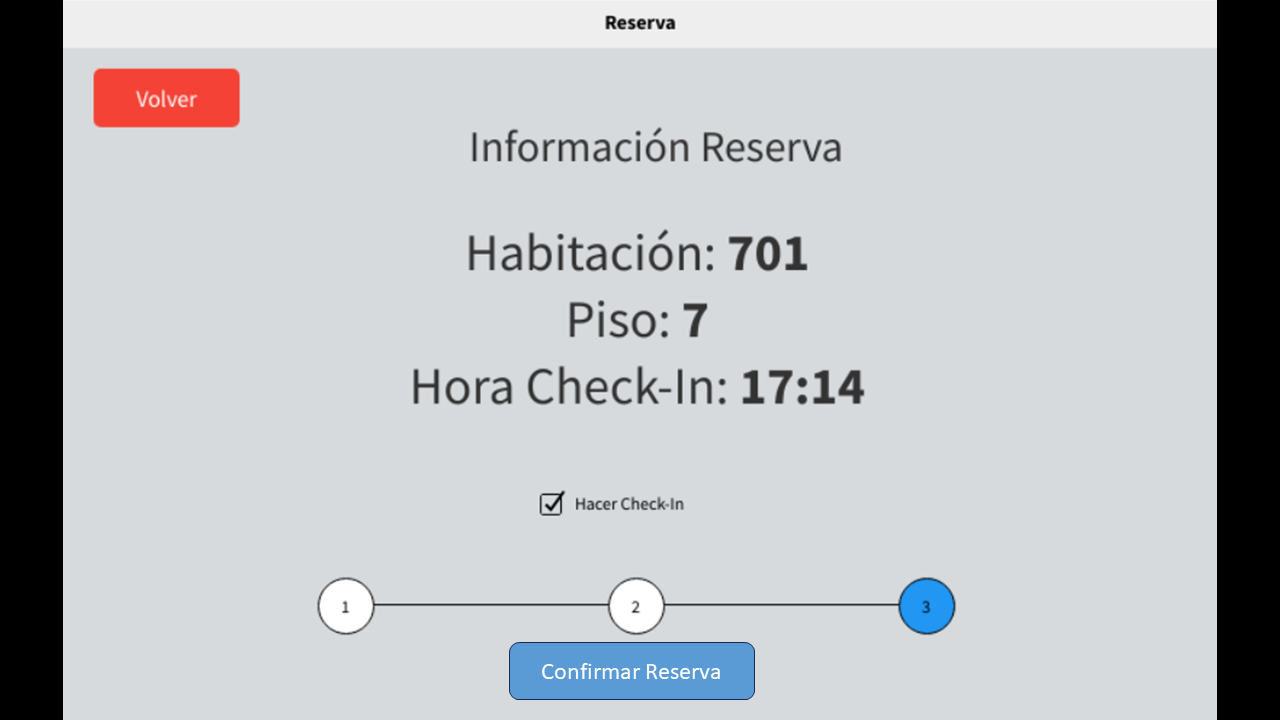 Reserva
Volver
Información Reserva
Habitación: 701
Piso: 7
Hora Check-In: 17:14
Hacer Check-In
1 2 3
Confirmar Reserva